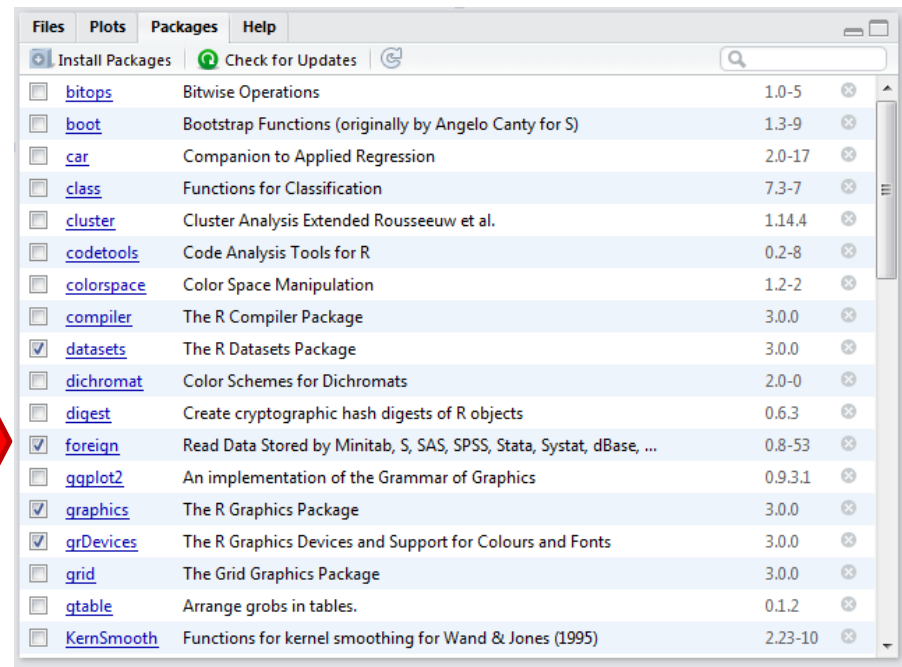 Files Plots Packages Help
Install Packages Check for Updates
bitops Bitwise Operations 1.0-5
boot Bootstrap Functions (originally by Angelo Canty for S) 1.3-9
car Companion to Applied Regression 2.0-17
class Functions for Classification 7.3-7
cluster Cluster Analysis Extended Rousseeuw et al. 1.14.4
codetools Code Analysis Tools for R 0.2-8
colorspace Color Space Manipulation 1.2-2
compiler The R Compiler Package 3.0.0
datasets The R Datasets Package 3.0.0
dichromat Color Schemes for Dichromats 2.0-0
digest Create cryptographic hash digests of R objects 0.6.3
foreign Read Data Stored by Minitab, S, SAS, SPSS, Stata, Systat, dBase, ... 0.8-53
ggplot2 An implementation of the Grammar of Graphics 0.9.3.1
graphics The R Graphics Package 3.0.0
grDevices The R Graphics Devices and Support for Colours and Fonts 3.0.0
grid The Grid Graphics Package 3.0.0
gtable Arrange grobs in tables. 0.1.2
KernSmooth Functions for kernel smoothing for Wand & Jones (1995) 2.23-10